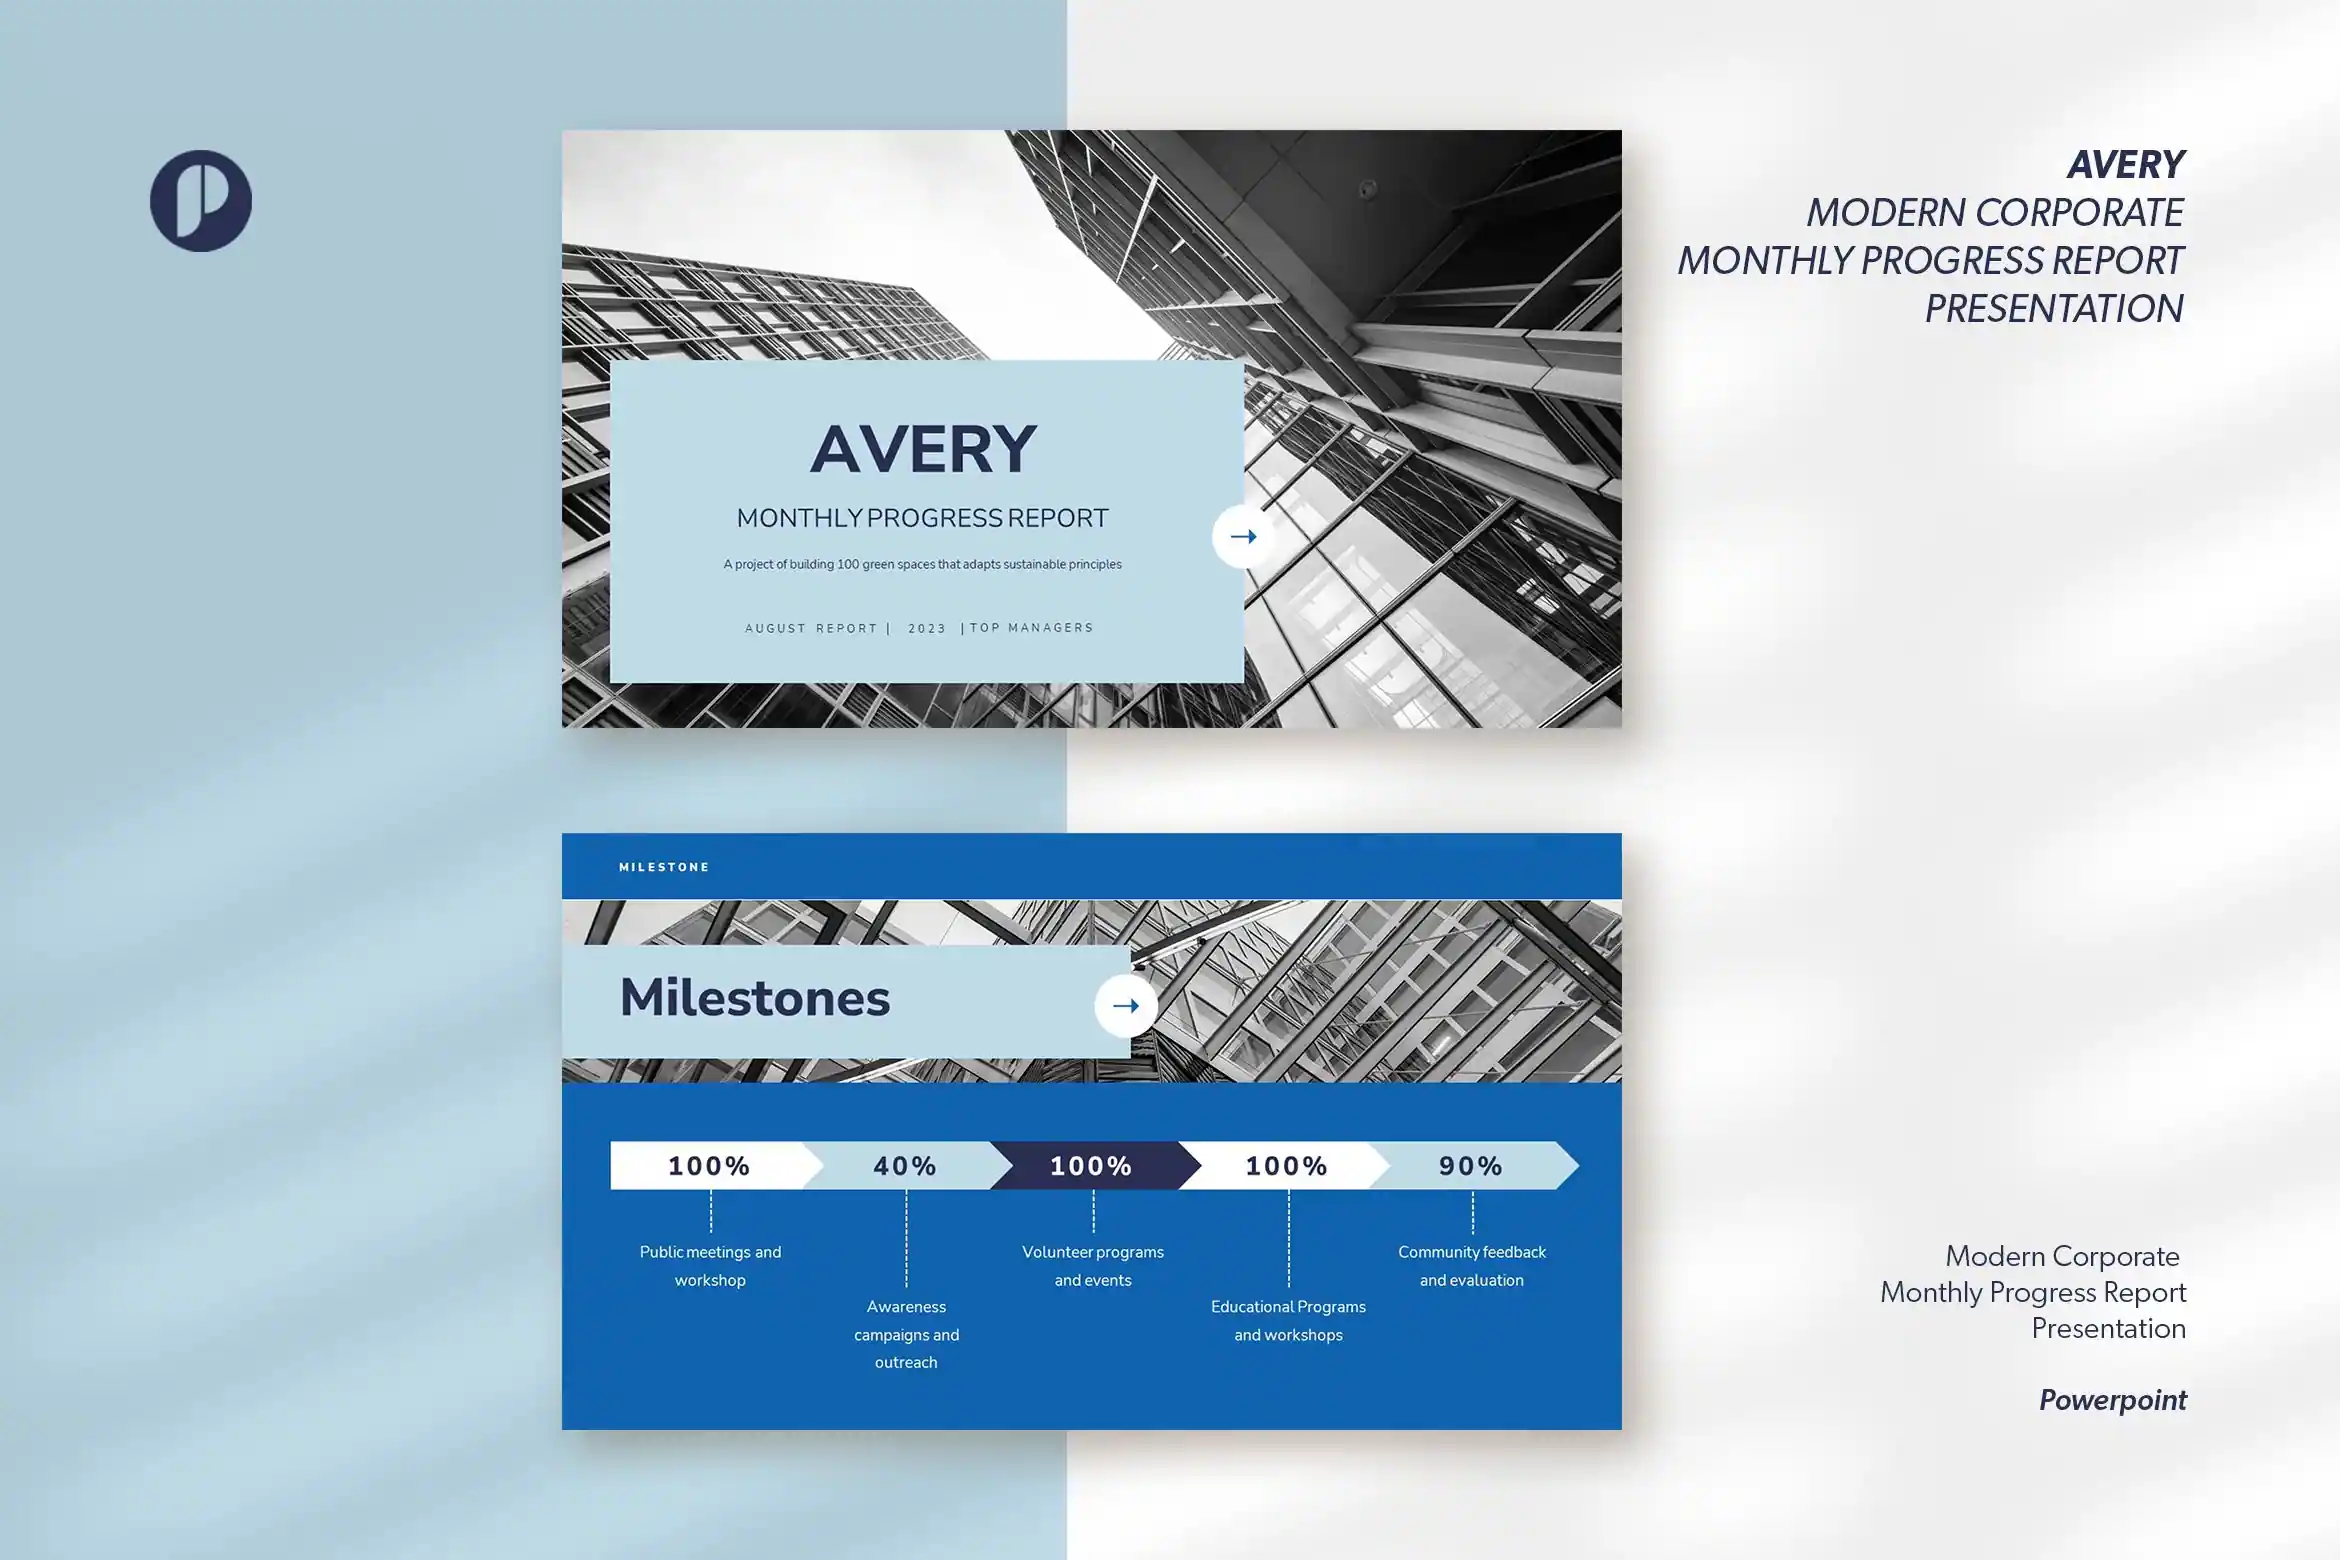 AVERY
MODERN CORPORATE
MONTHLY PROGRESS REPORT
PRESENTATION
AVERY
MONTHLY PROGRESS REPORT
A project of building 100 green spaces that adapts sustainable principles
AUGUST REPORT | 2023 | TOP MANAGERS
MILESTONE
Milestones
100% 40% 100% 100% 90%
Public meetings and
workshop
Awareness
campaigns and
outreach
Volunteer programs
and events
Educational Programs
and workshops
Community feedback
and evaluation
Modern Corporate
Monthly Progress Report
Presentation
Powerpoint